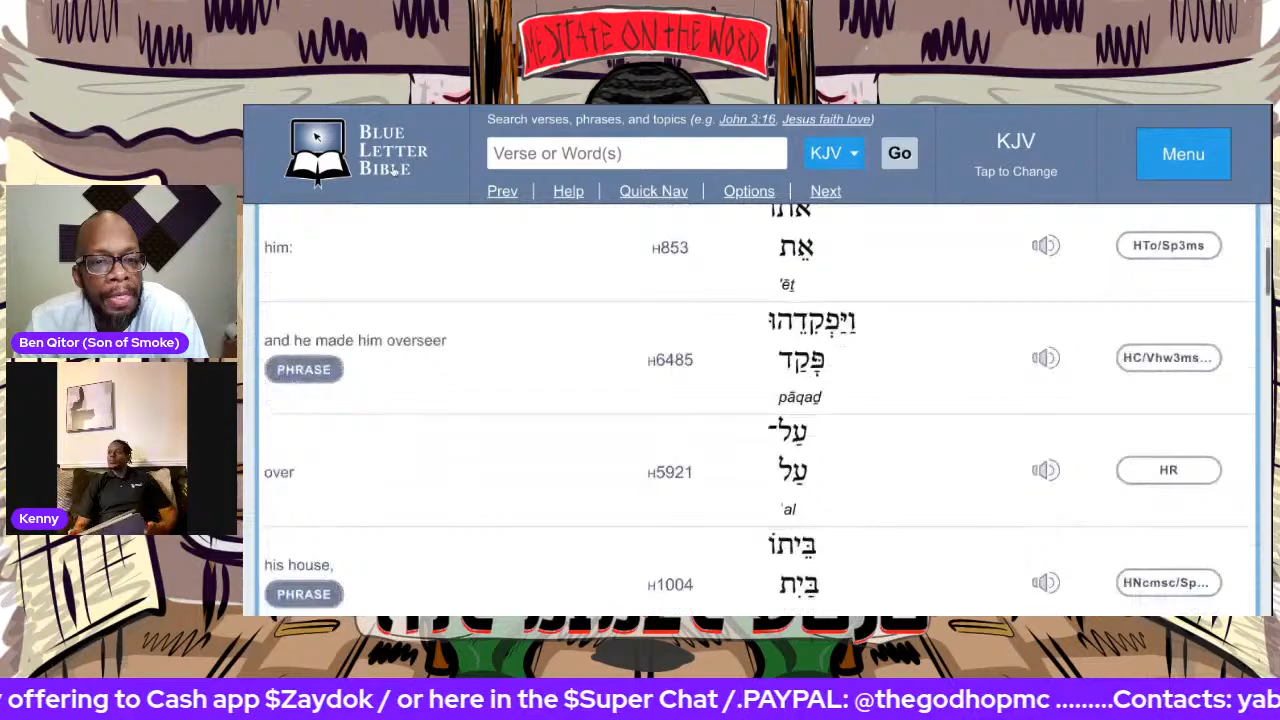 MEDITATE ON THE WORD
BLUE
LETTER
BIBLE
Search verses, phrases, and topics (e.g. John 3:16, Jesus faith love)
Verse or Word(s)
KJV
Go
KJV
Tap to Change
Menu
Prev
Help
Quick Nav
Options
Next
אתו
him:
H853
אֵת
'ēṯ
HTo/Sp3ms
and he made him overseer
PHRASE
H6485
וַיַּפְקִדֵהוּ
פָּקַד
pāqaḏ
HC/Vhw3ms...
over
H5921
עַל־
עַל
ʿal
HR
his house,
PHRASE
H1004
בֵּיתוֹ
בַּיִת
HNcmsc/Sp...
Ben Qitor (Son of Smoke)
Kenny
offering to Cash app $Zaydok / or here in the $Super Chat /.PAYPAL: @thegodhopmc .........Contacts: yab